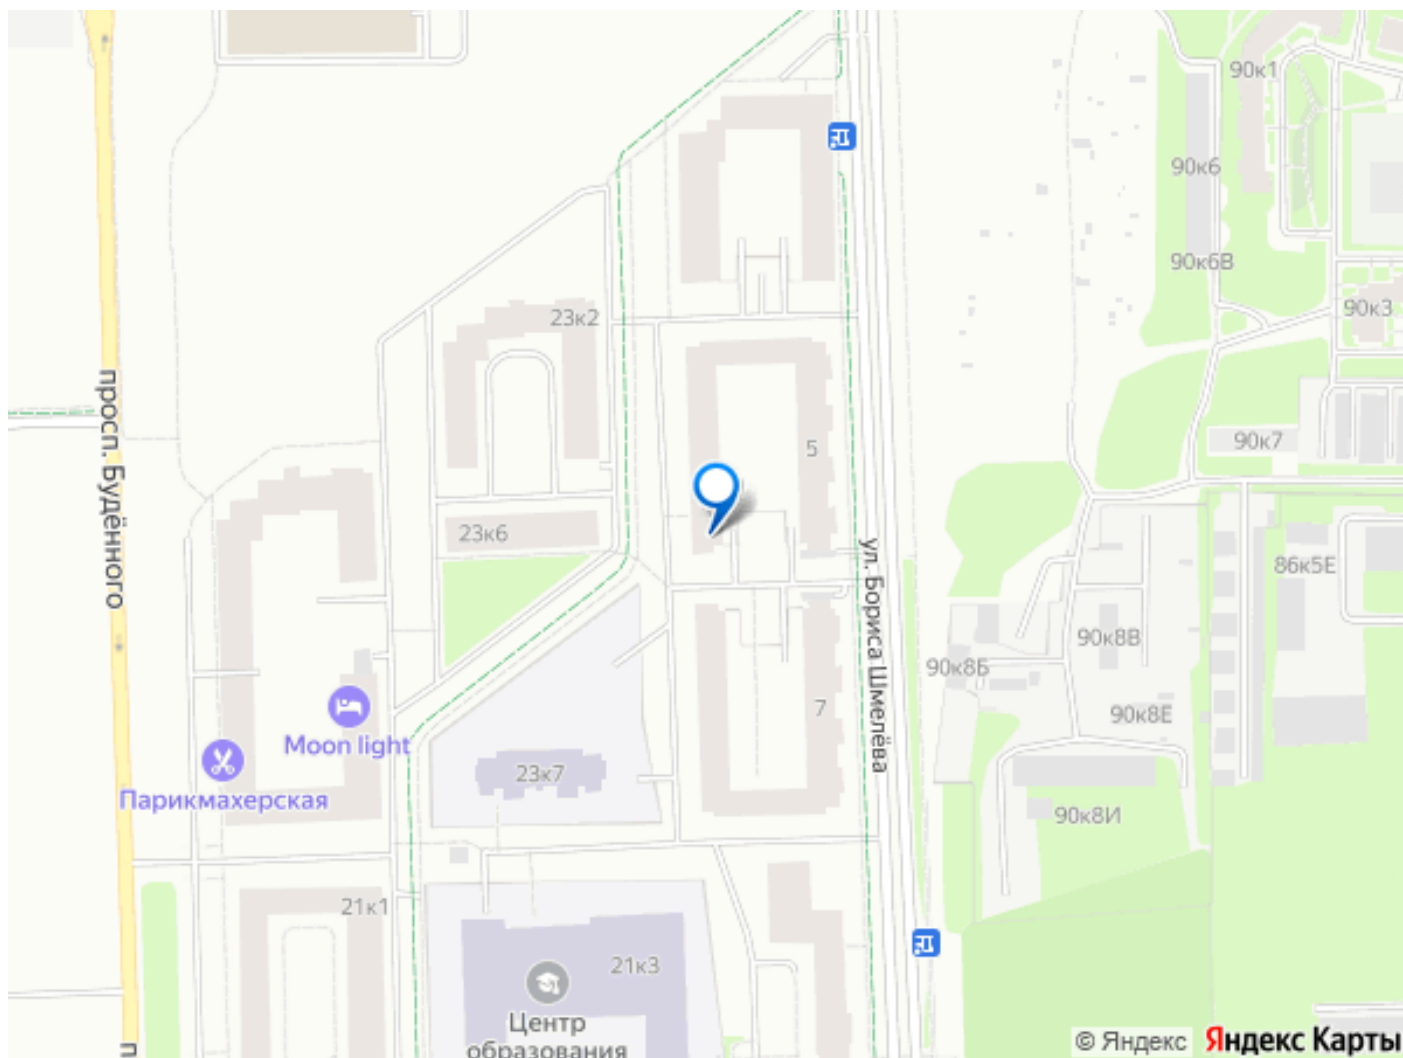 90к1
90к6
90к6В
90к3
23к2
просп. Будённого
5
90к7
23к6
ул. Бориса Шмелёва
86к5Е
90к8В
90к8Б
7
90к8Е
Moon light
23к7
Парикмахерская
90к8И
21к1
21к3
Центр
образования
п
© Яндекс
Яндекс Карты